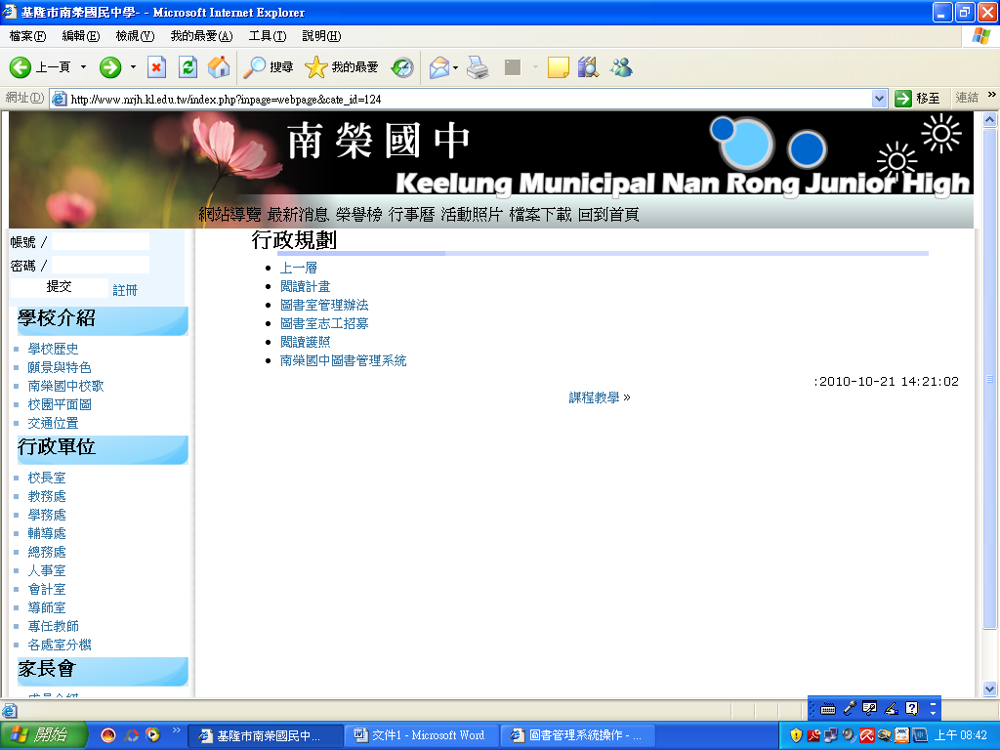 基隆市南榮國民中學- - Microsoft Internet Explorer
檔案(F) 編輯(E) 檢視(V) 我的最愛(A) 工具(T) 說明(H)
上一頁 搜尋 我的最愛
網址(D) http://www.nrjh.kl.edu.tw/index.php?inpage=webpage&cate_id=124 移至 連結 »
南榮國中
Keelung Municipal Nan Rong Junior High
網站導覽 最新消息 榮譽榜 行事曆 活動照片 檔案下載 回到首頁
帳號 /
密碼 /
提交 註冊
學校介紹
學校歷史
願景與特色
南榮國中校歌
校園平面圖
交通位置
行政單位
校長室
教務處
學務處
輔導處
總務處
人事室
會計室
導師室
專任教師
各處室分機
家長會
行政規劃
上一層
閱讀計畫
圖書室管理辦法
圖書室志工招募
閱讀護照
南榮國中圖書管理系統
:2010-10-21 14:21:02
課程教學 »
開始 » 基隆市南榮國民中... 文件1 - Microsoft Word 圖書管理系統操作 - ... 上午 08:42